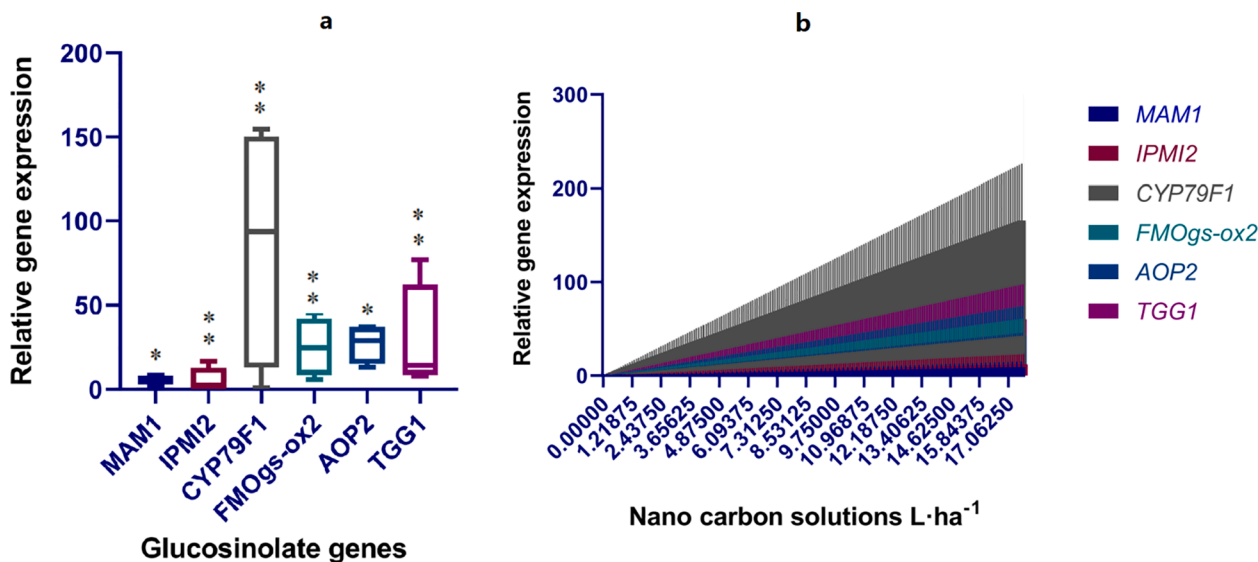 a
Relative gene expression
200
150
100
50
0
*
*
*
*
*
*
*
*
*
*
MAM1
IPMI2
CYP79F1
FMOgs-ox2
AOP2
TGG1
Glucosinolate genes
b
Relative gene expression
300
200
100
0
0.00000
1.21875
2.43750
3.65625
4.87500
6.09375
7.31250
8.53125
9.75000
10.96875
12.18750
13.40625
14.62500
15.84375
17.06250
Nano carbon solutions L·ha⁻¹
MAM1
IPMI2
CYP79F1
FMOgs-ox2
AOP2
TGG1